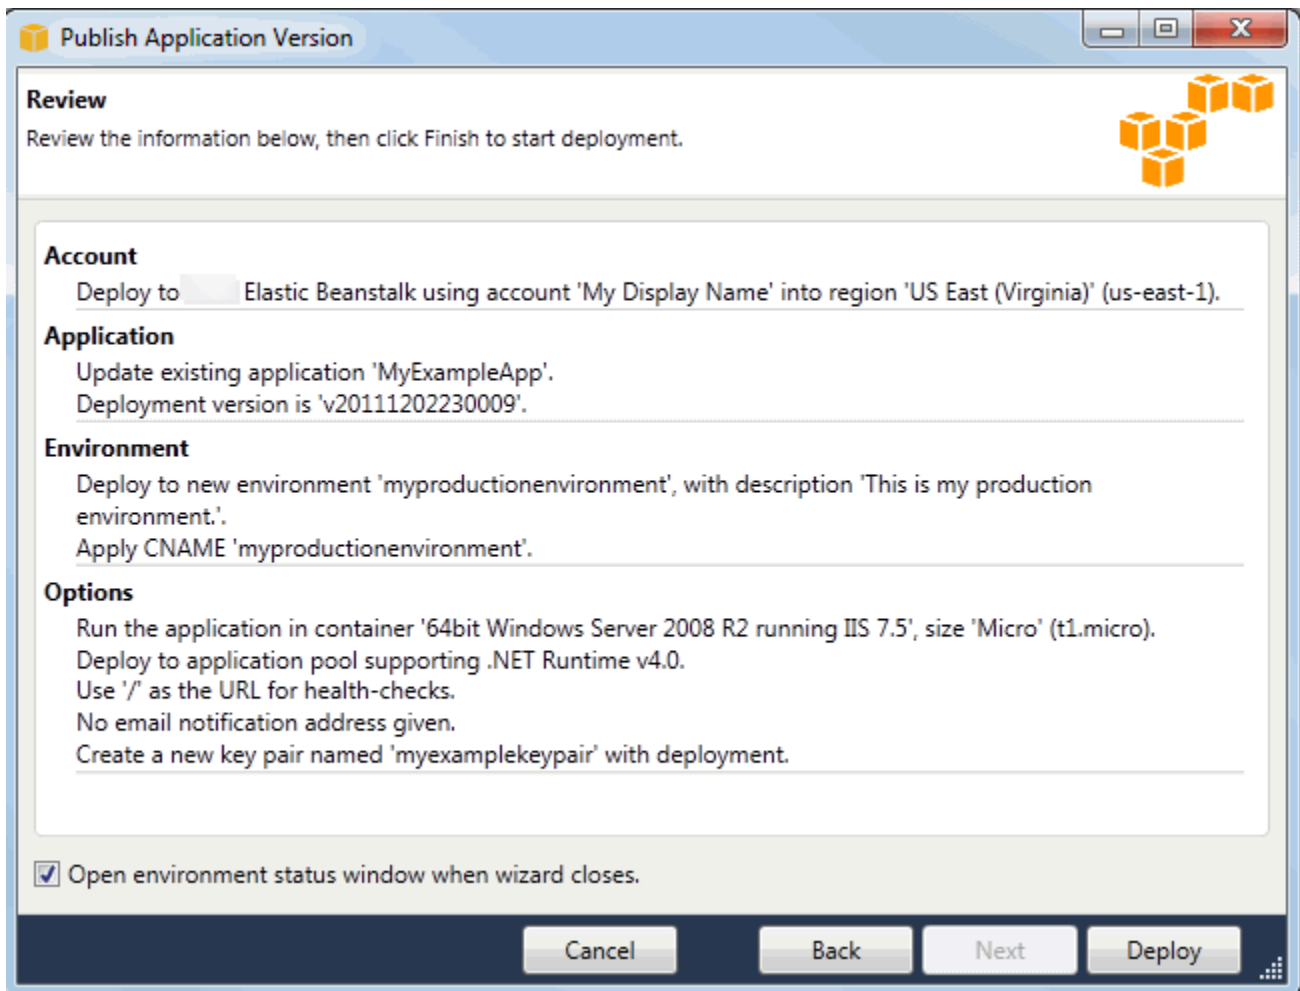 Publish Application Version
Review
Review the information below, then click Finish to start deployment.
Account
Deploy to Elastic Beanstalk using account 'My Display Name' into region 'US East (Virginia)' (us-east-1).
Application
Update existing application 'MyExampleApp'.
Deployment version is 'v20111202230009'.
Environment
Deploy to new environment 'myproductionenvironment', with description 'This is my production
environment.'.
Apply CNAME 'myproductionenvironment'.
Options
Run the application in container '64bit Windows Server 2008 R2 running IIS 7.5', size 'Micro' (t1.micro).
Deploy to application pool supporting .NET Runtime v4.0.
Use '/' as the URL for health-checks.
No email notification address given.
Create a new key pair named 'myexamplekeypair' with deployment.
Open environment status window when wizard closes.
Cancel
Back
Next
Deploy